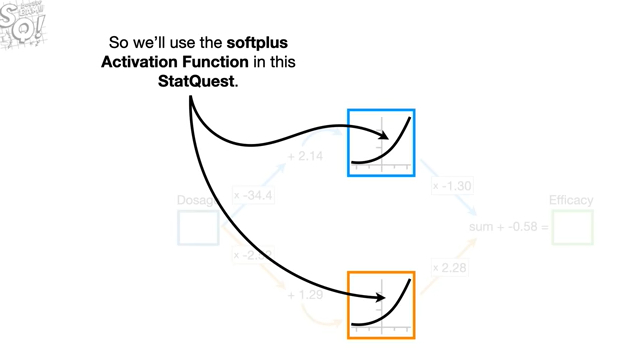 So we'll use the softplus
Activation Function in this
StatQuest.
+ 2.14
x -34.4
x -1.30
Dosage
Efficacy
sum + -0.58 =
x 2.28
+ 1.29